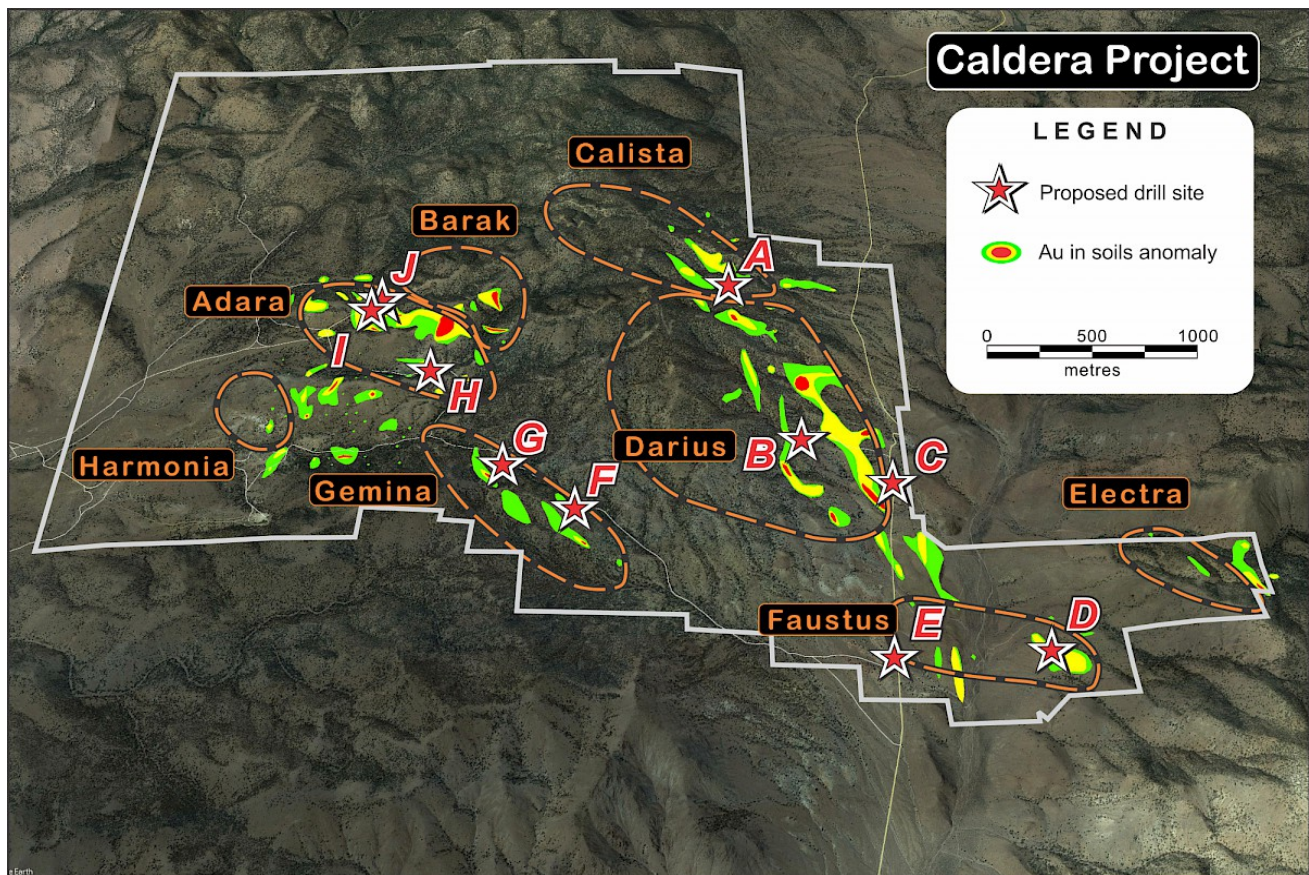 Caldera Project
LEGEND
Proposed drill site
Au in soils anomaly
0 500 1000
metres
Calista
Barak
A
J
Adara
I
H
Darius
B
C
G
Harmonia
Gemina
F
Electra
Faustus
E
D
e Earth